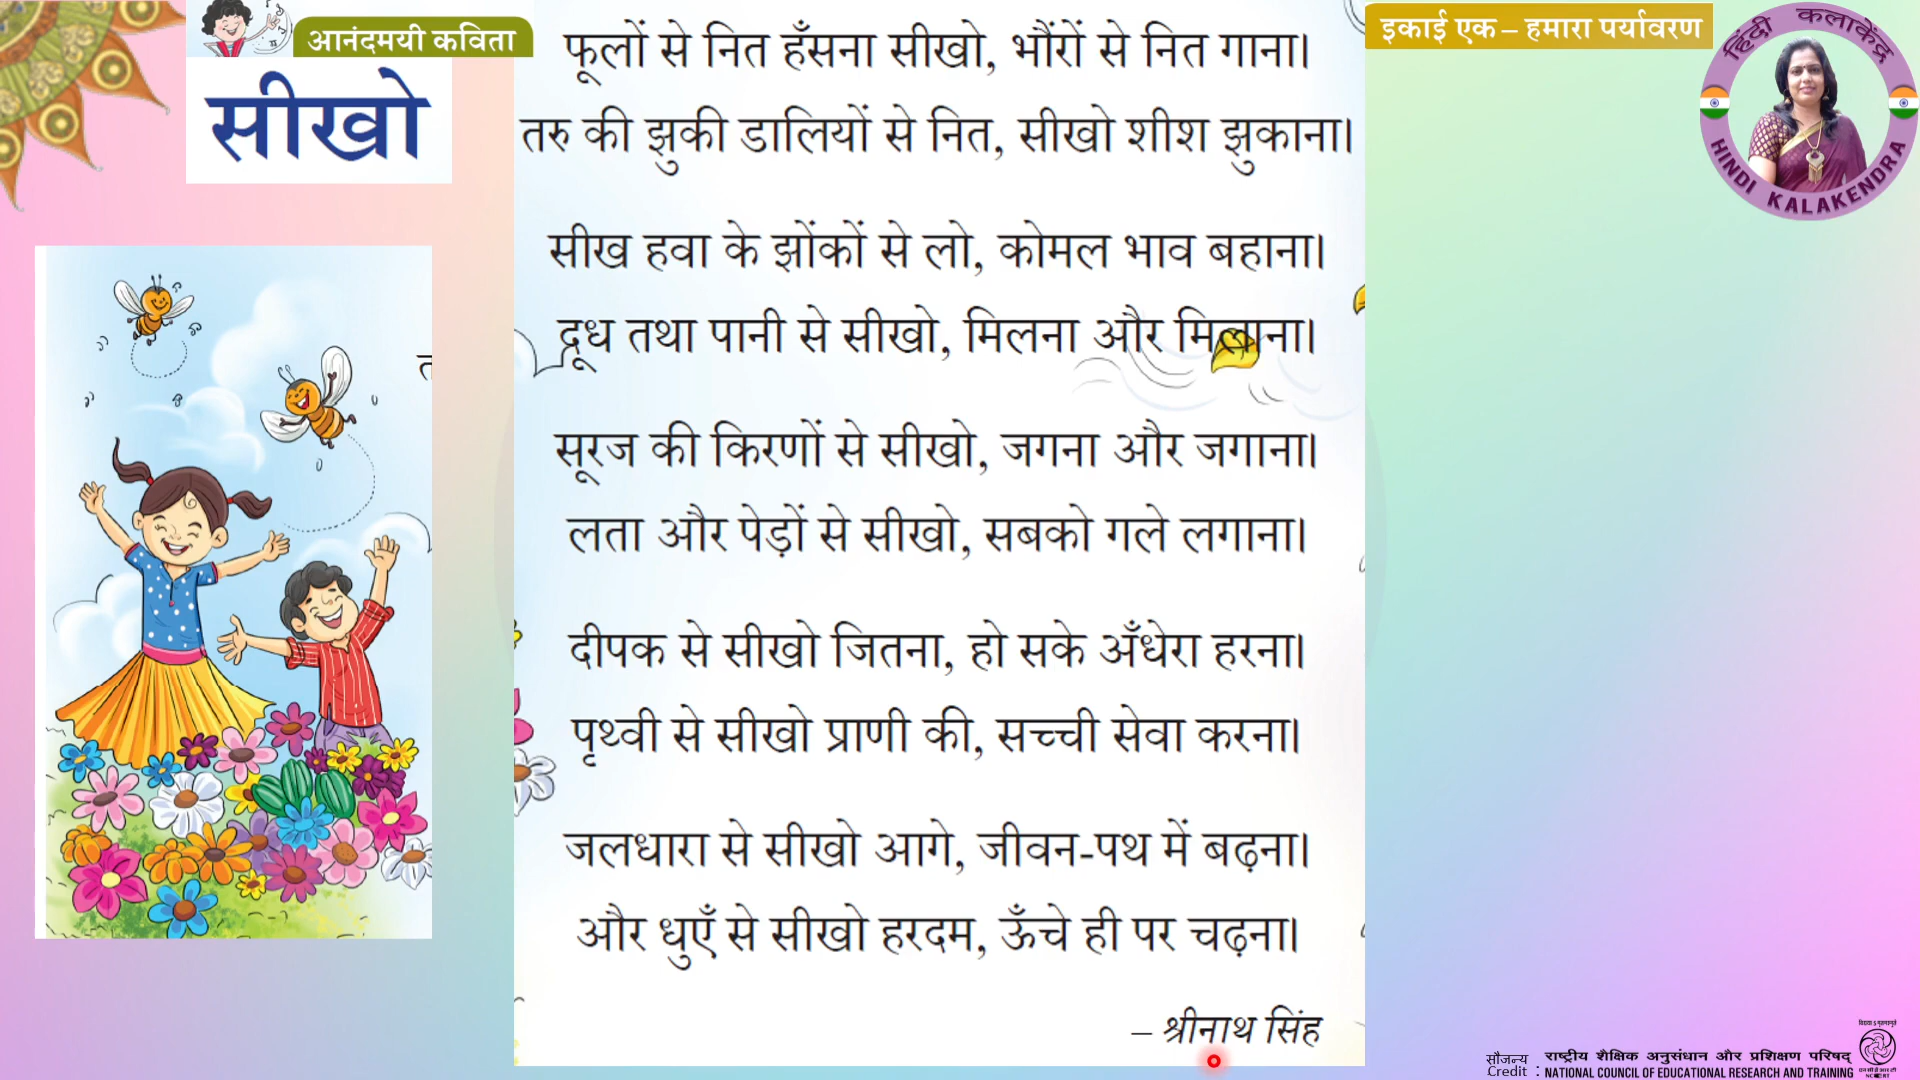 आनंदमयी कविता
सीखो
फूलों से नित हँसना सीखो, भौंरों से नित गाना।
तरु की झुकी डालियों से नित, सीखो शीश झुकाना।
सीख हवा के झोंकों से लो, कोमल भाव बहाना।
दूध तथा पानी से सीखो, मिलना और मिलाना।
सूरज की किरणों से सीखो, जगना और जगाना।
लता और पेड़ों से सीखो, सबको गले लगाना।
दीपक से सीखो जितना, हो सके अँधेरा हरना।
पृथ्वी से सीखो प्राणी की, सच्ची सेवा करना।
जलधारा से सीखो आगे, जीवन-पथ में बढ़ना।
और धुएँ से सीखो हरदम, ऊँचे ही पर चढ़ना।
– श्रीनाथ सिंह
इकाई एक – हमारा पर्यावरण
हिंदी कलाकेंद्र
HINDI KALAKENDRA
सौजन्य : राष्ट्रीय शैक्षिक अनुसंधान और प्रशिक्षण परिषद्
Credit : NATIONAL COUNCIL OF EDUCATIONAL RESEARCH AND TRAINING